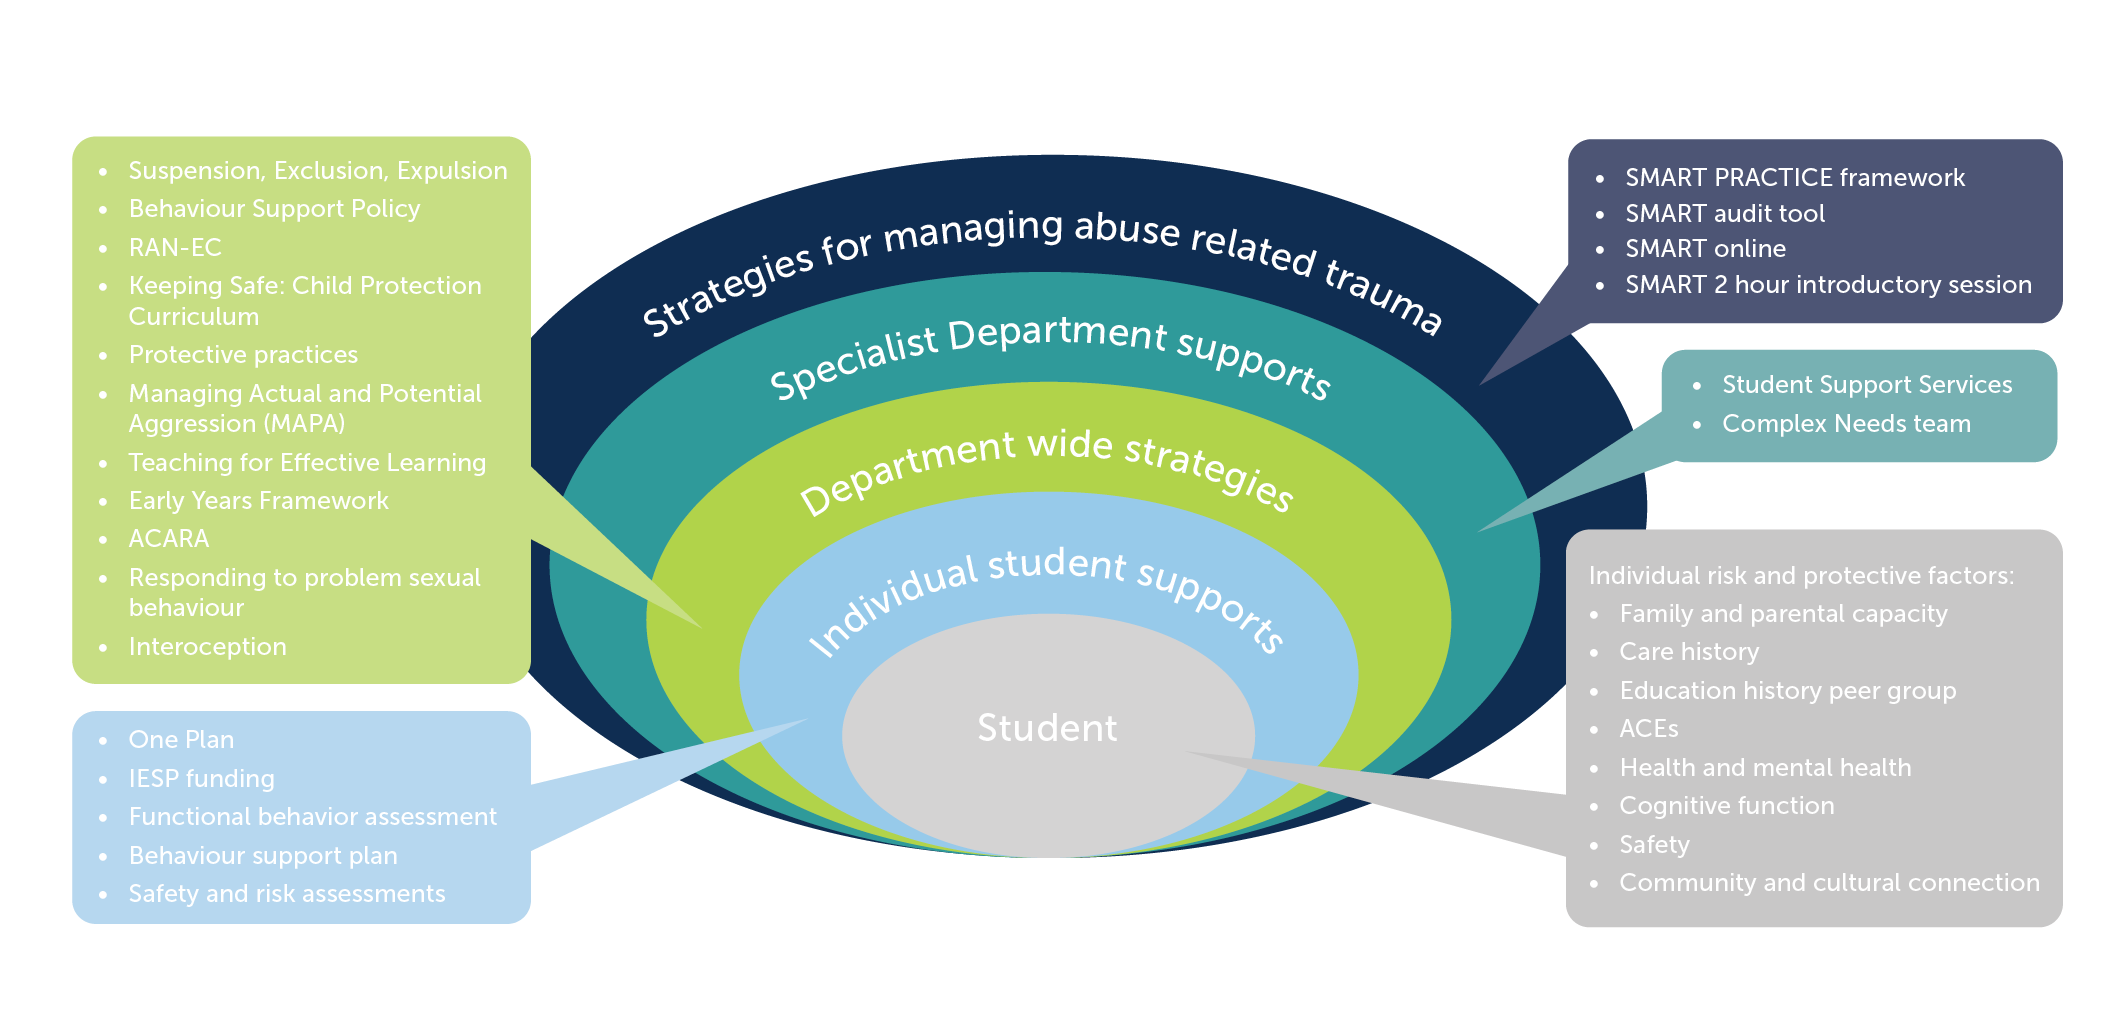 • Suspension, Exclusion, Expulsion
• Behaviour Support Policy
• RAN-EC
• Keeping Safe: Child Protection
Curriculum
• Protective practices
• Managing Actual and Potential
Aggression (MAPA)
• Teaching for Effective Learning
• Early Years Framework
• ACARA
• Responding to problem sexual
behaviour
• Interoception
• One Plan
• IESP funding
• Functional behavior assessment
• Behaviour support plan
• Safety and risk assessments
Strategies for managing abuse related trauma
Specialist Department supports
Department wide strategies
Individual student supports
Student
• SMART PRACTICE framework
• SMART audit tool
• SMART online
• SMART 2 hour introductory session
• Student Support Services
• Complex Needs team
Individual risk and protective factors:
• Family and parental capacity
• Care history
• Education history peer group
• ACEs
• Health and mental health
• Cognitive function
• Safety
• Community and cultural connection